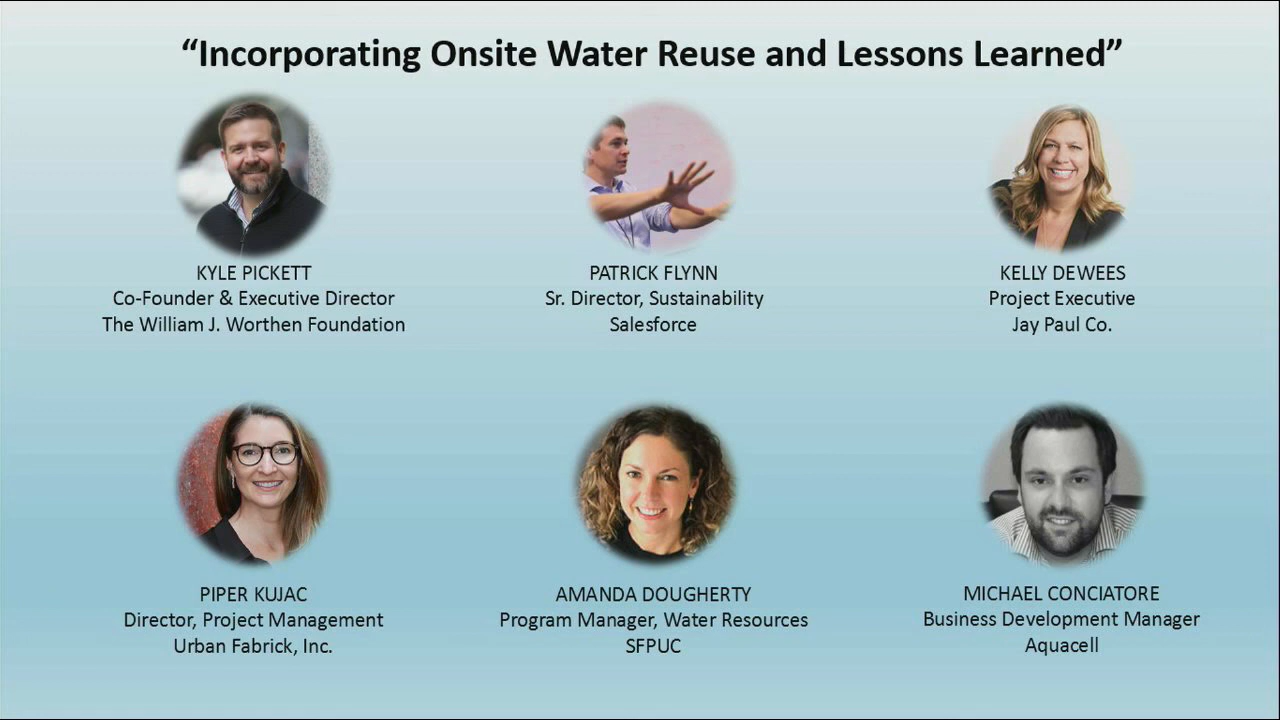 “Incorporating Onsite Water Reuse and Lessons Learned”
KYLE PICKETT
Co-Founder & Executive Director
The William J. Worthen Foundation
PATRICK FLYNN
Sr. Director, Sustainability
Salesforce
KELLY DEWEES
Project Executive
Jay Paul Co.
PIPER KUJAC
Director, Project Management
Urban Fabrick, Inc.
AMANDA DOUGHERTY
Program Manager, Water Resources
SFPUC
MICHAEL CONCIATORE
Business Development Manager
Aquacell